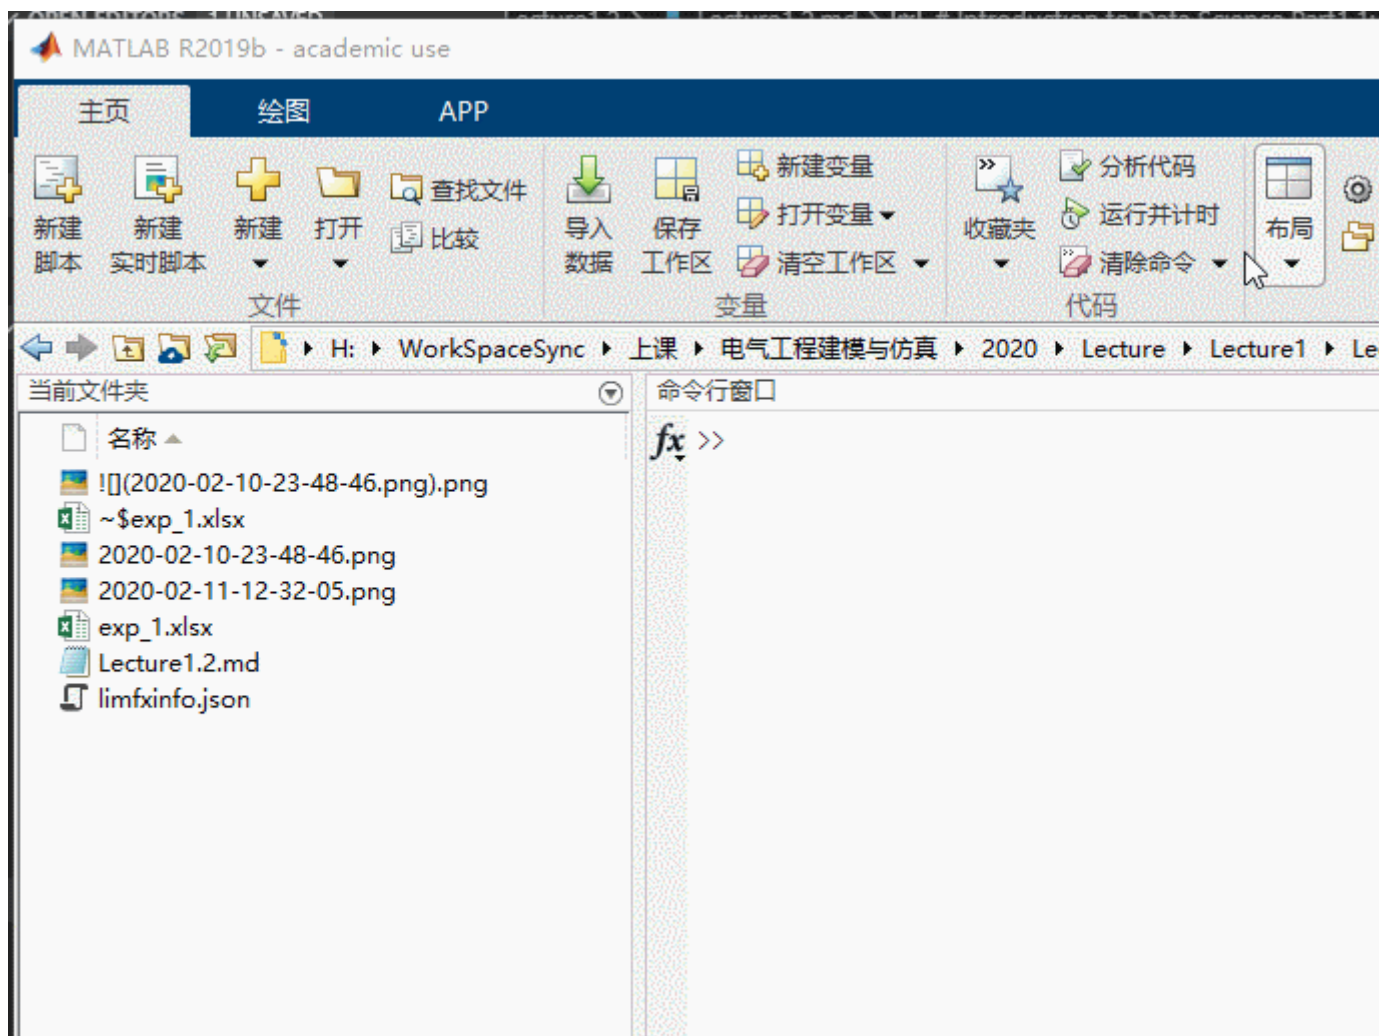 MATLAB R2019b - academic use
主页 绘图 APP
新建脚本
新建实时脚本
新建
打开
查找文件
比较
文件
导入数据
保存工作区
新建变量
打开变量
清空工作区
变量
收藏夹
分析代码
运行并计时
清除命令
代码
布局
H: WorkSpaceSync 上课 电气工程建模与仿真 2020 Lecture Lecture1 Le
当前文件夹
名称
![](2020-02-10-23-48-46.png).png
~$exp_1.xlsx
2020-02-10-23-48-46.png
2020-02-11-12-32-05.png
exp_1.xlsx
Lecture1.2.md
limfxinfo.json
命令行窗口
fx >>